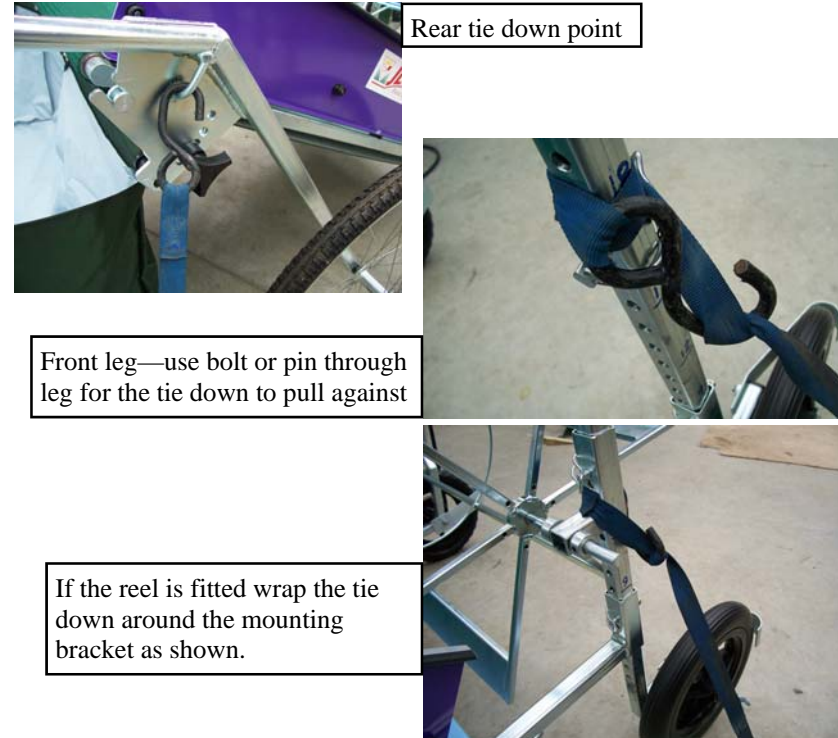 Rear tie down point
Front leg—use bolt or pin through
leg for the tie down to pull against
If the reel is fitted wrap the tie
down around the mounting
bracket as shown.